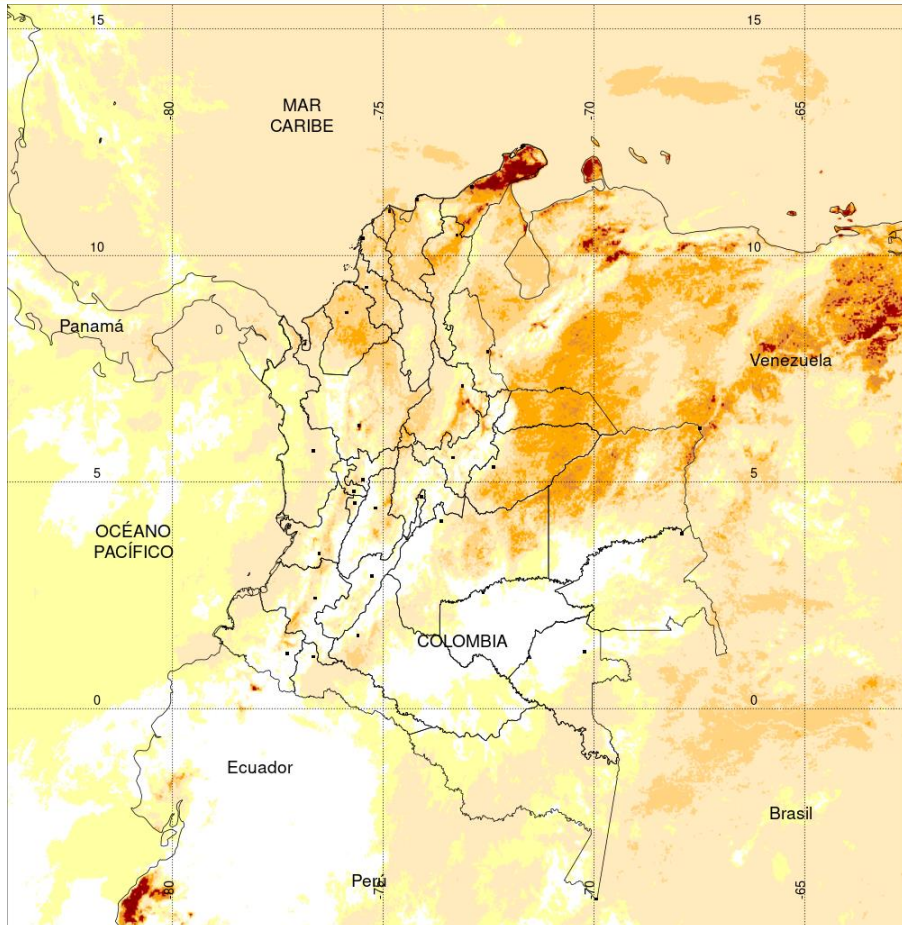 15
15
-80
-75
-70
-65
MAR
CARIBE
10
10
Panamá
Venezuela
5
5
OCÉANO
PACÍFICO
COLOMBIA
0
0
Ecuador
Brasil
Perú
-80
-75
-70
-65